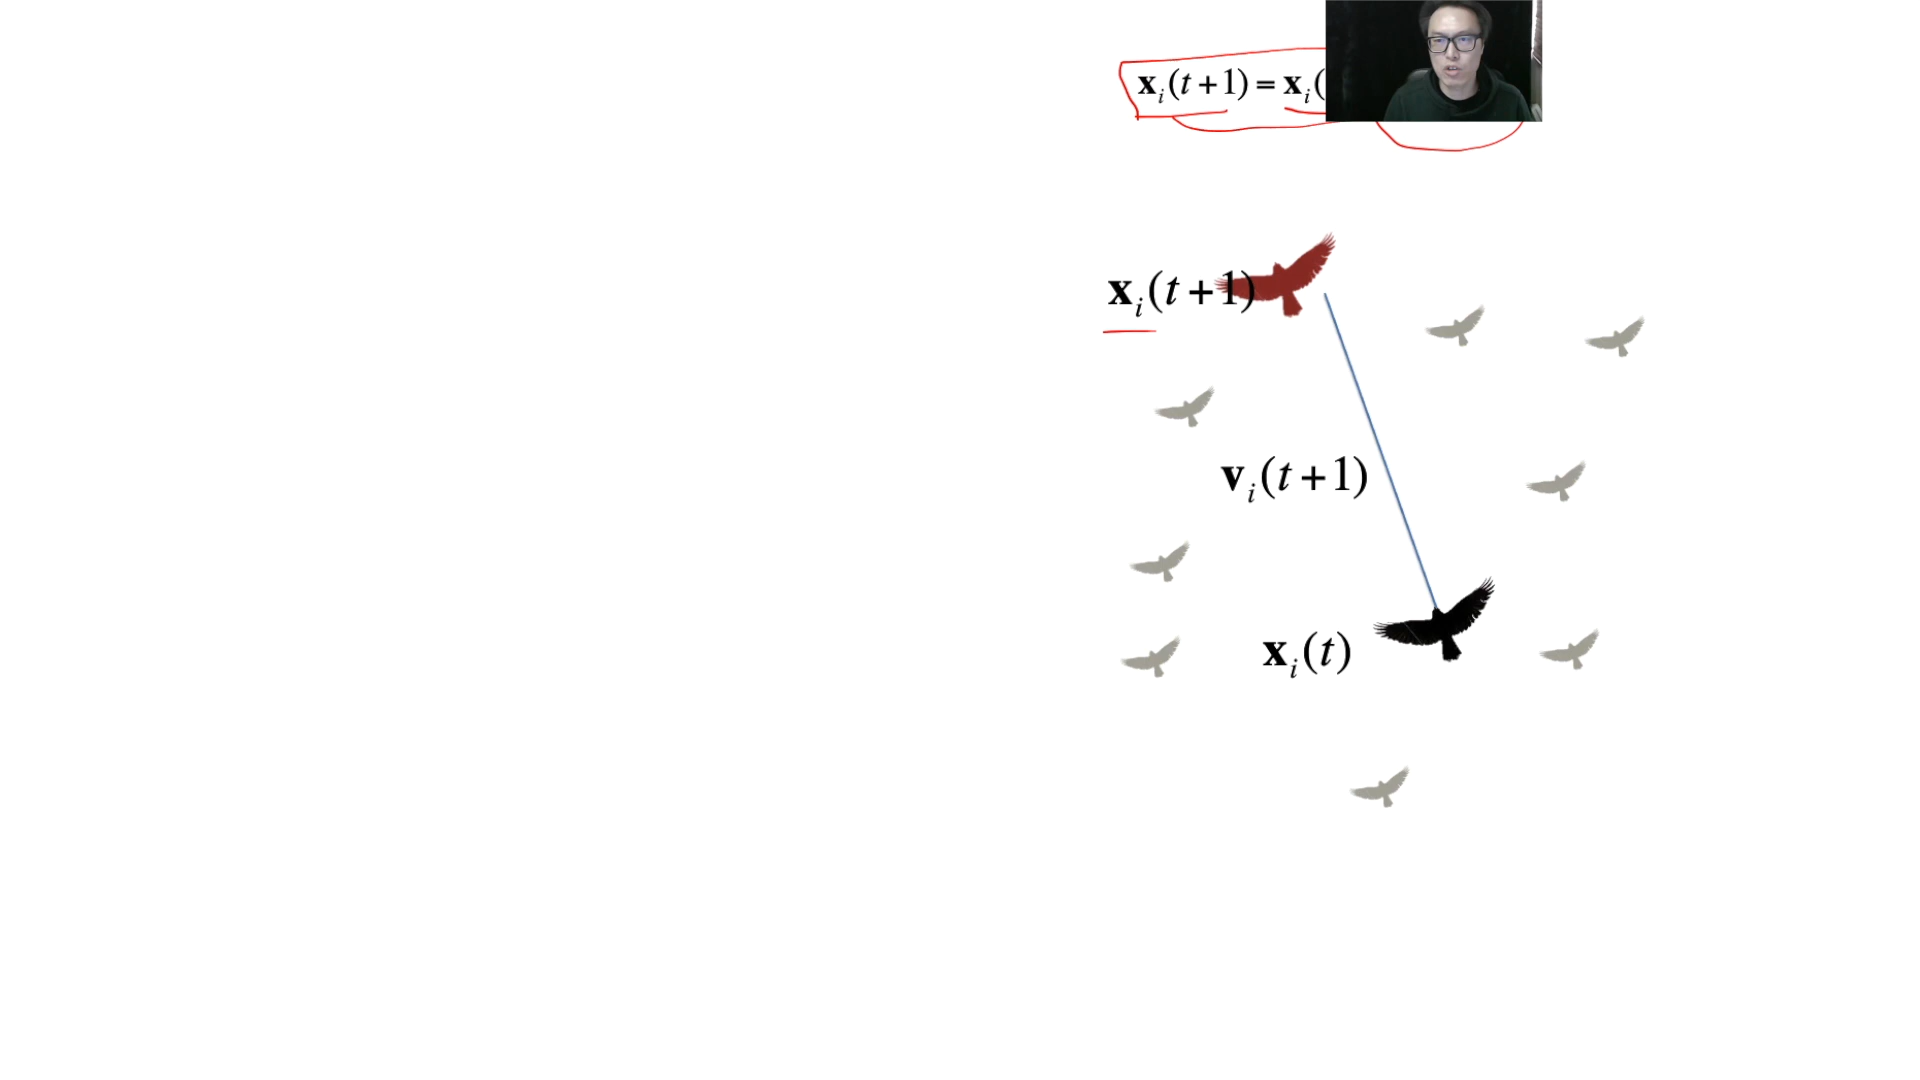 𝐱ᵢ(t+1) = 𝐱ᵢ(
𝐱ᵢ(t+1)
𝐯ᵢ(t+1)
𝐱ᵢ(t)